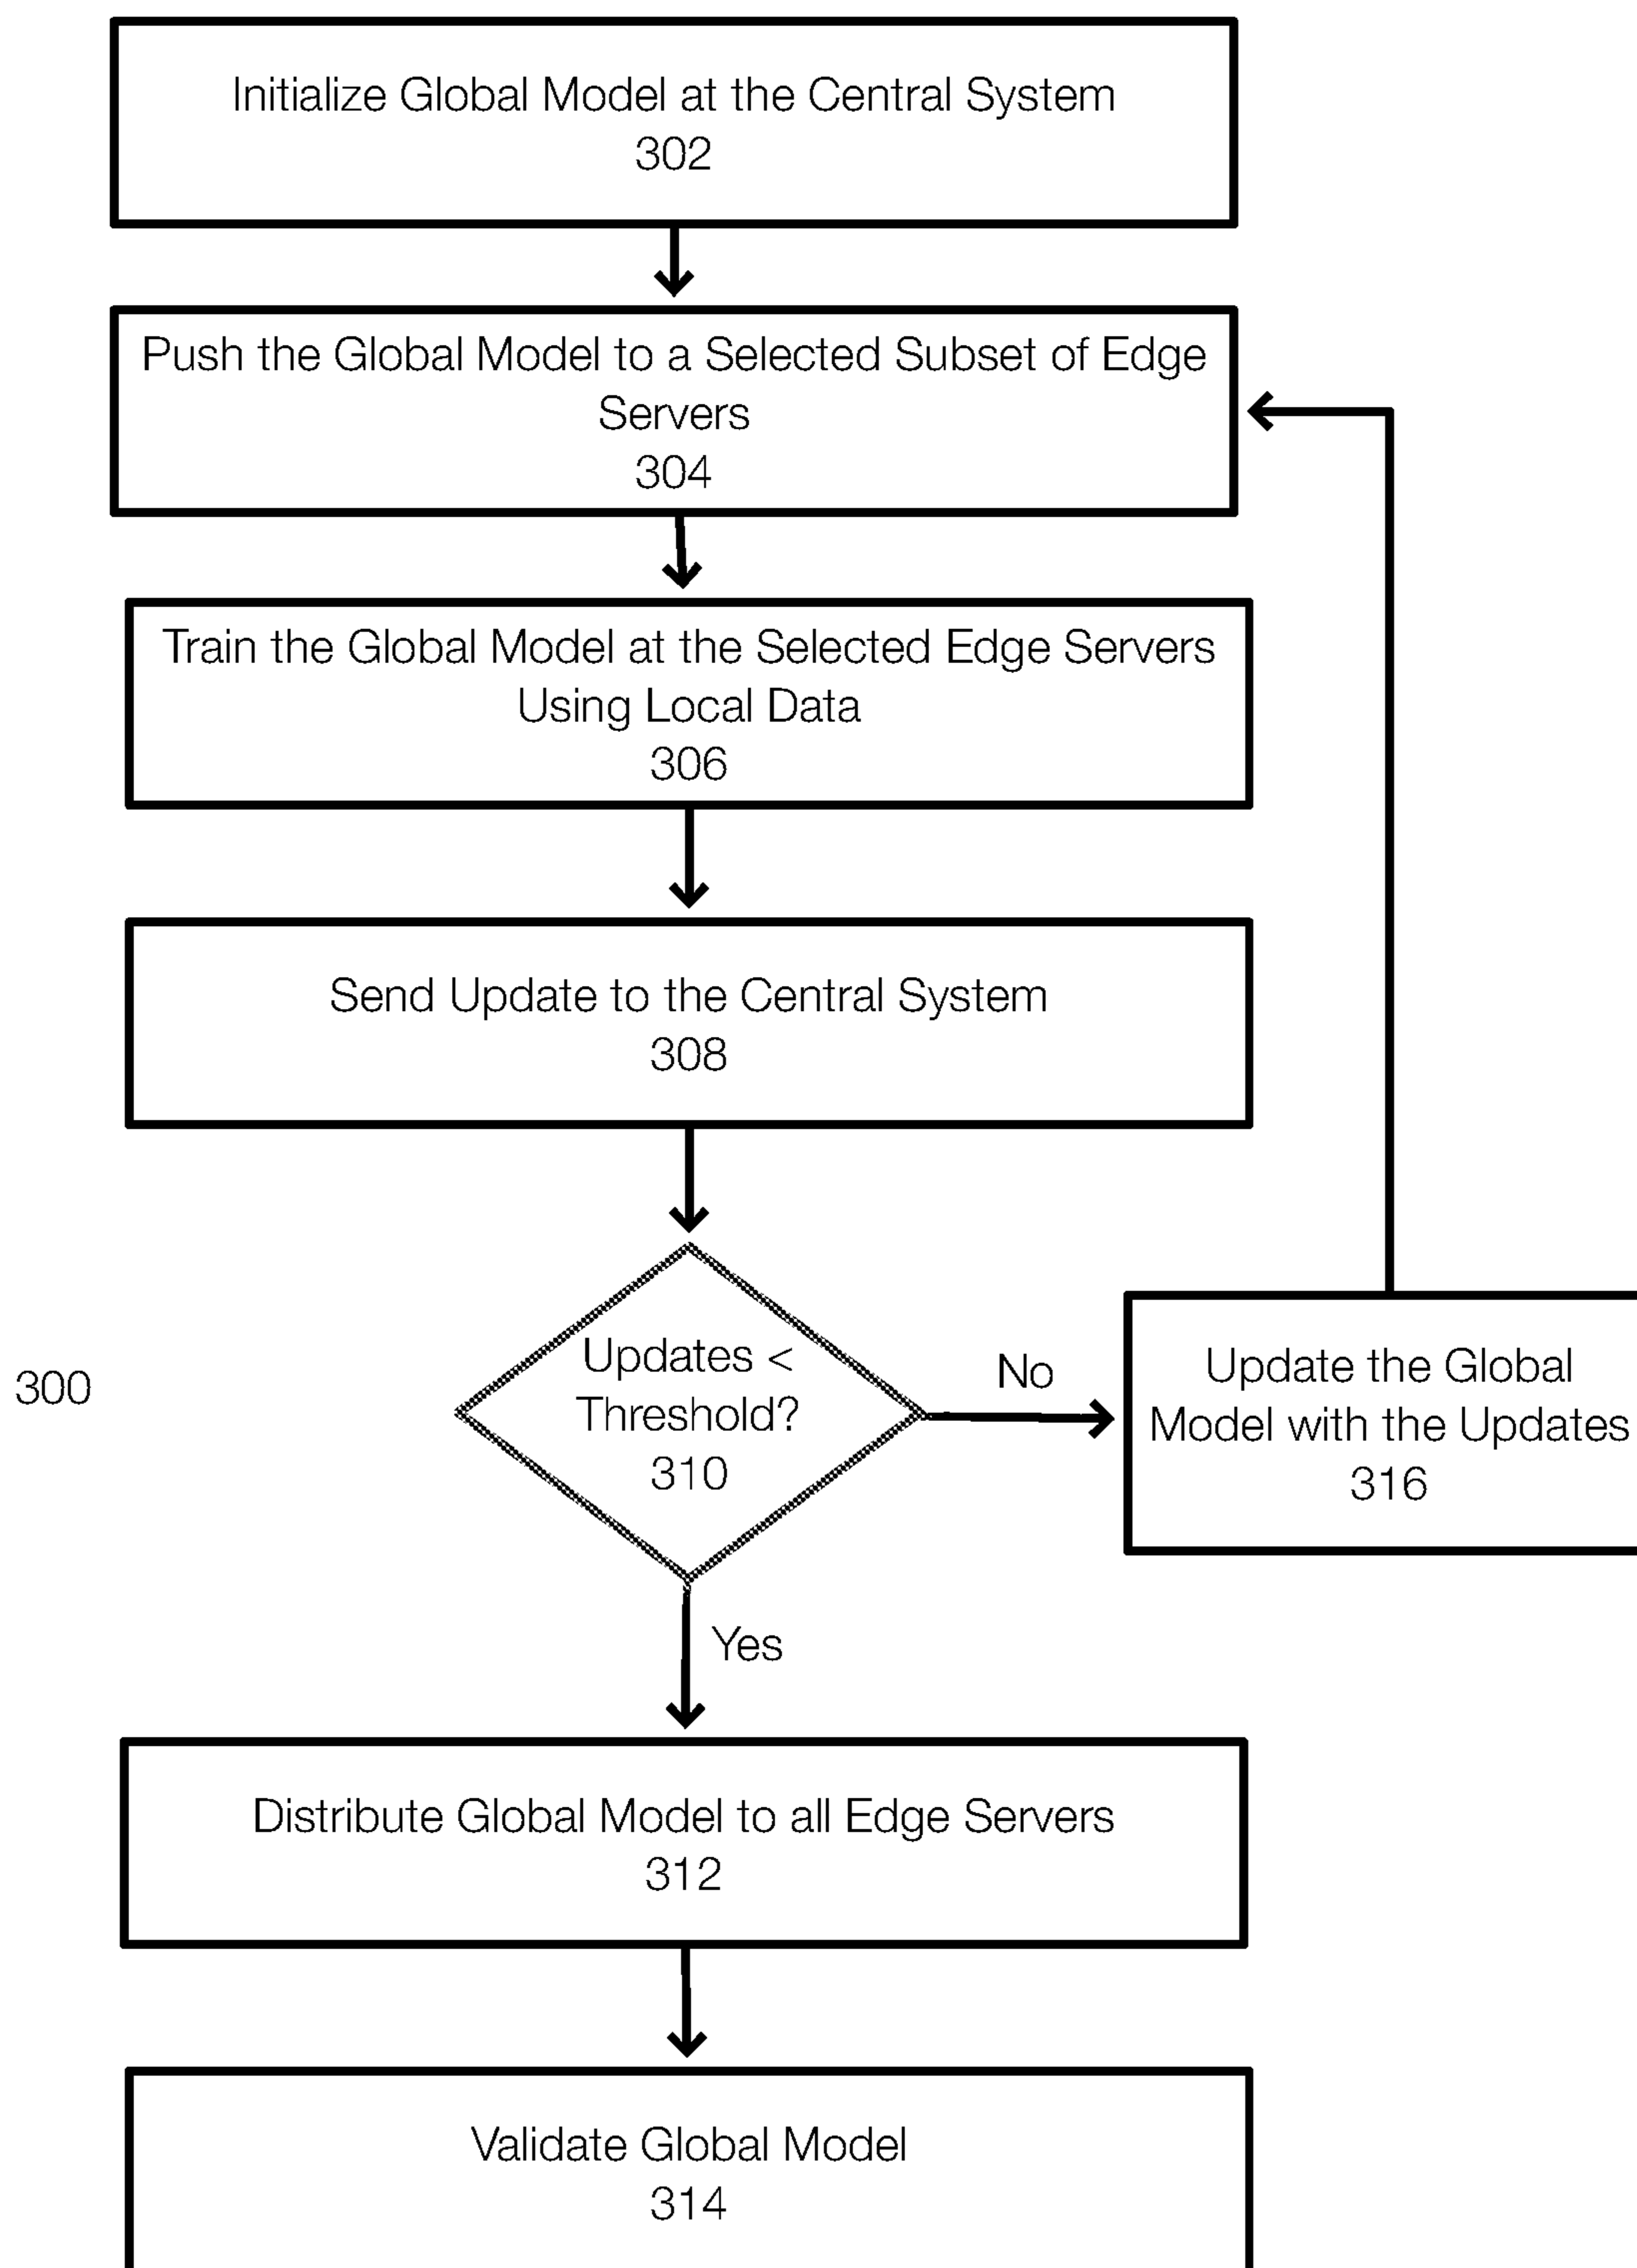 Initialize Global Model at the Central System
302
Push the Global Model to a Selected Subset of Edge
Servers
304
Train the Global Model at the Selected Edge Servers
Using Local Data
306
Send Update to the Central System
308
Updates <
Threshold?
310
No
Update the Global
Model with the Updates
316
300
Yes
Distribute Global Model to all Edge Servers
312
Validate Global Model
314